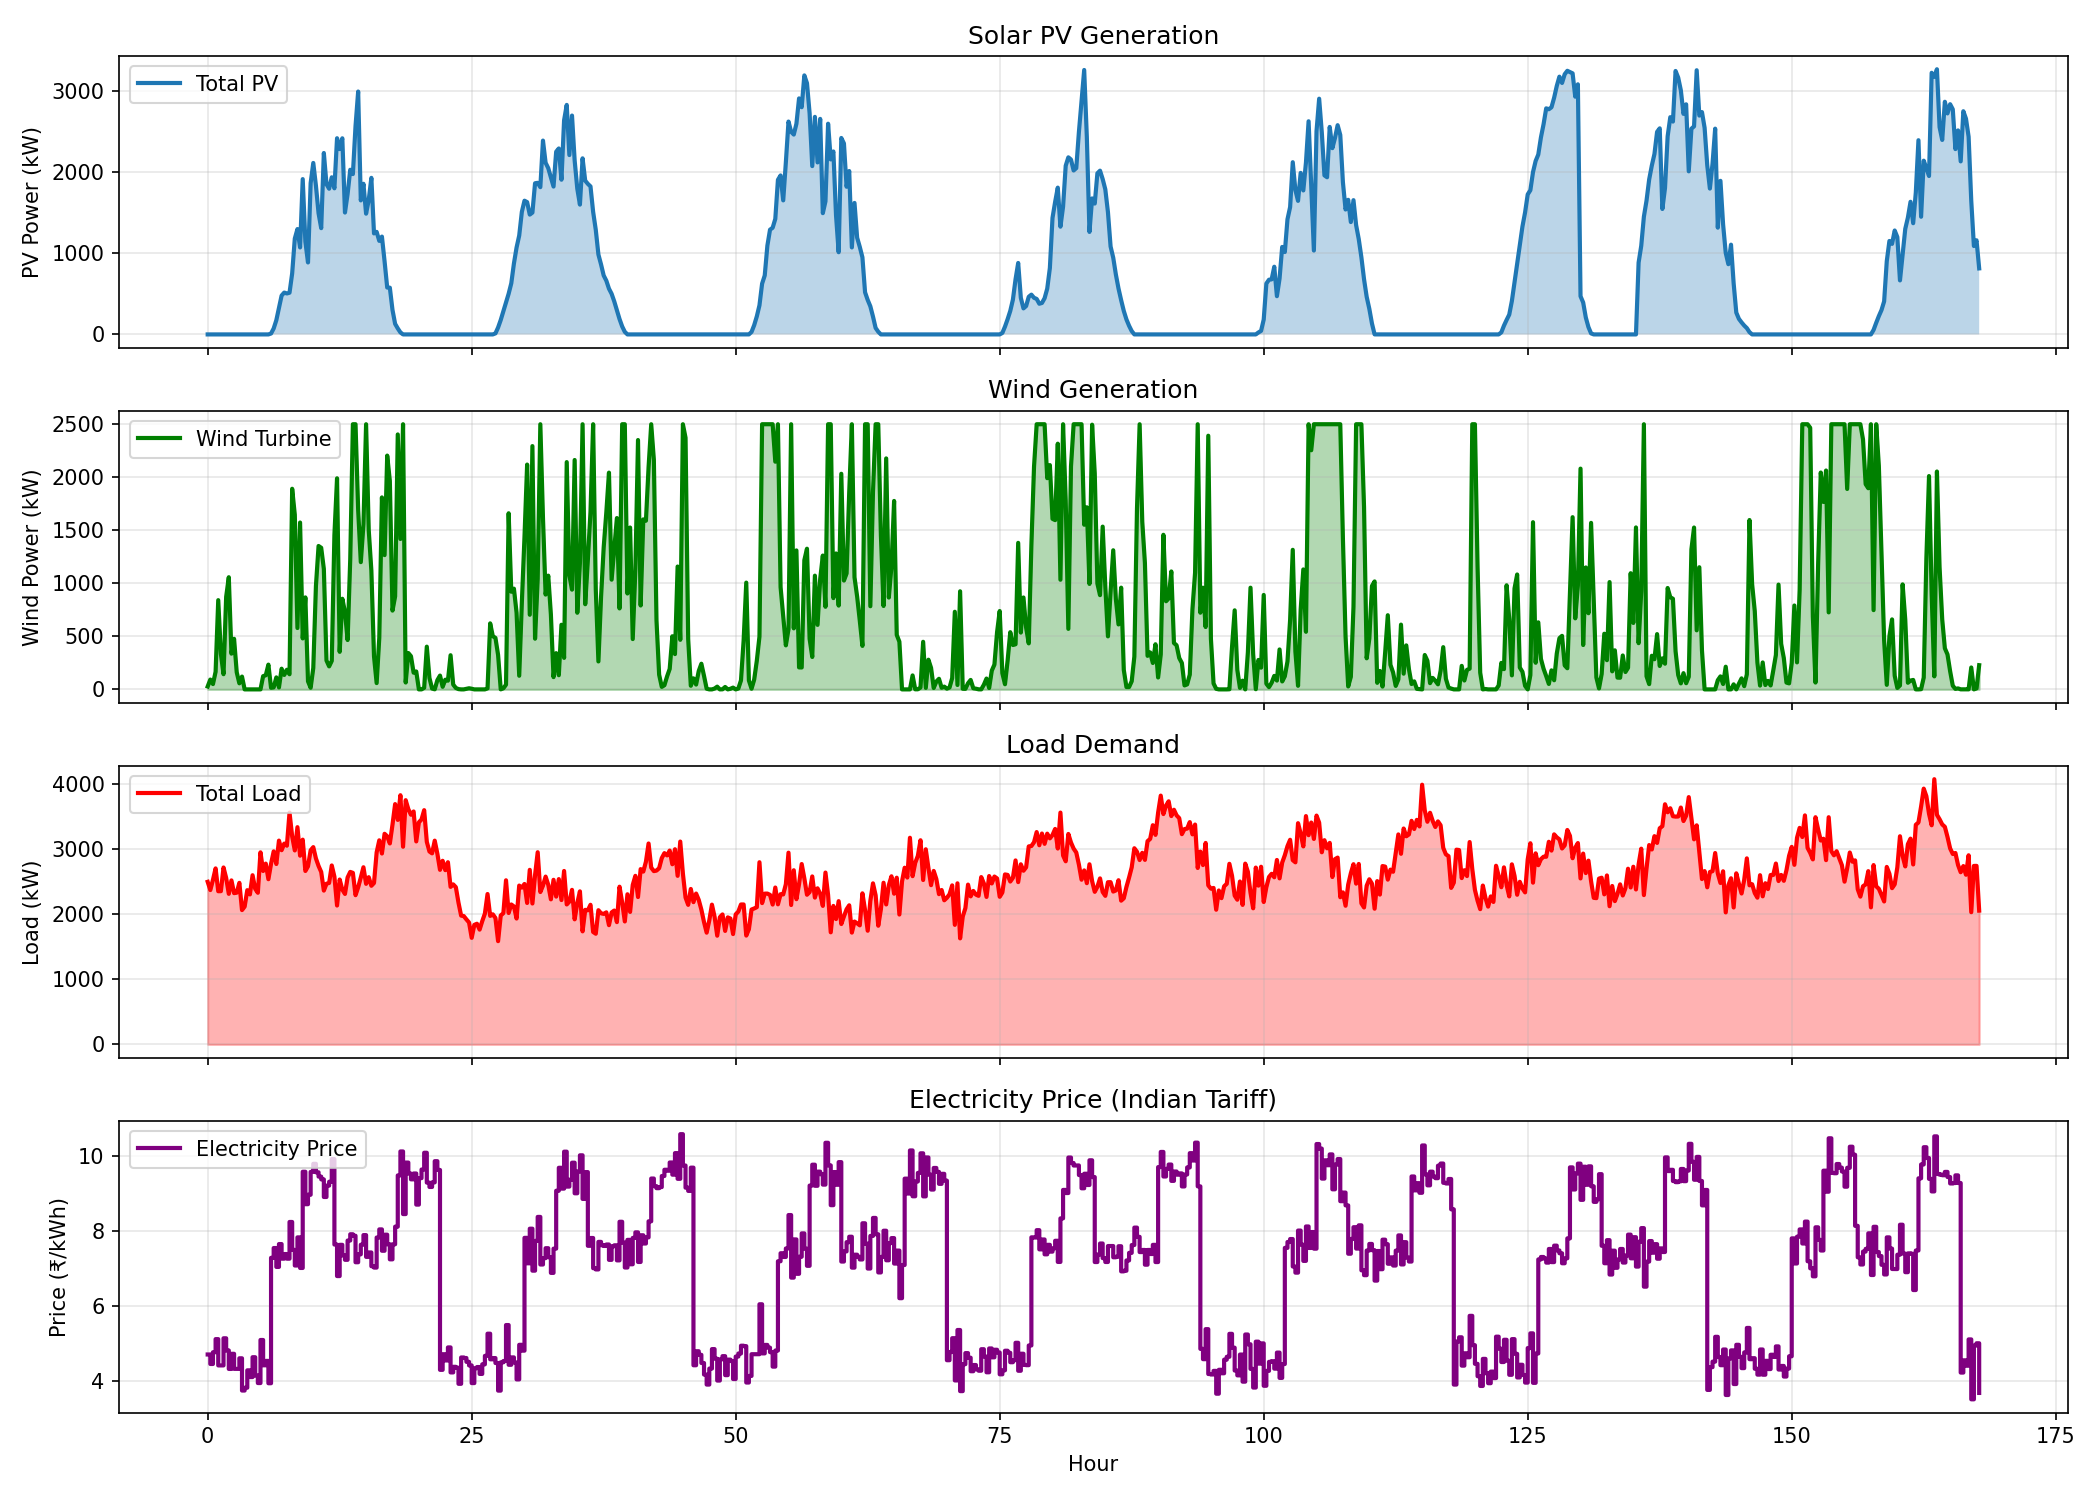 Solar PV Generation
Total PV
PV Power (kW)
3000
2000
1000
0
Wind Generation
Wind Turbine
Wind Power (kW)
2500
2000
1500
1000
500
0
Load Demand
Total Load
Load (kW)
4000
3000
2000
1000
0
Electricity Price (Indian Tariff)
Electricity Price
Price (₹/kWh)
10
8
6
4
0 25 50 75 100 125 150 175
Hour